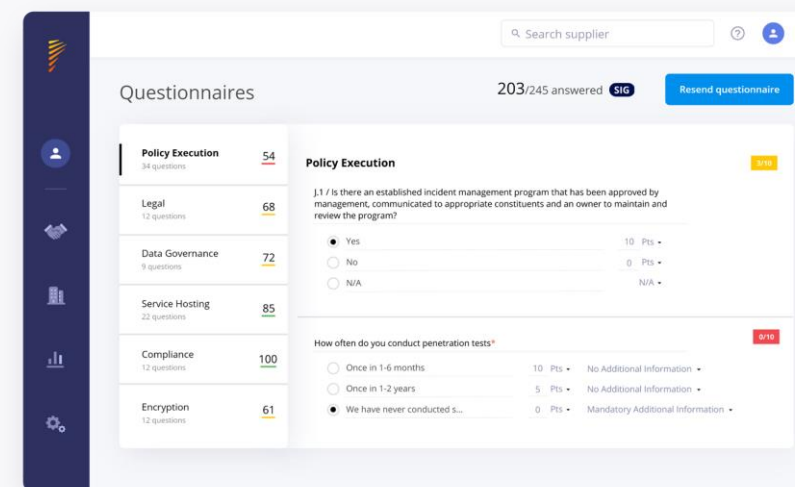 Search supplier
Questionnaires
203/245 answered SIG
Resend questionnaire
Policy Execution 54
34 questions
Legal 68
12 questions
Data Governance 72
9 questions
Service Hosting 85
22 questions
Compliance 100
12 questions
Encryption 61
12 questions
Policy Execution
5/10
J.1 / Is there an established incident management program that has been approved by
management, communicated to appropriate constituents and an owner to maintain and
review the program?
Yes 10 Pts
No 0 Pts
N/A N/A
0/10
How often do you conduct penetration tests*
Once in 1-6 months 10 Pts No Additional Information
Once in 1-2 years 5 Pts No Additional Information
We have never conducted s... 0 Pts Mandatory Additional Information